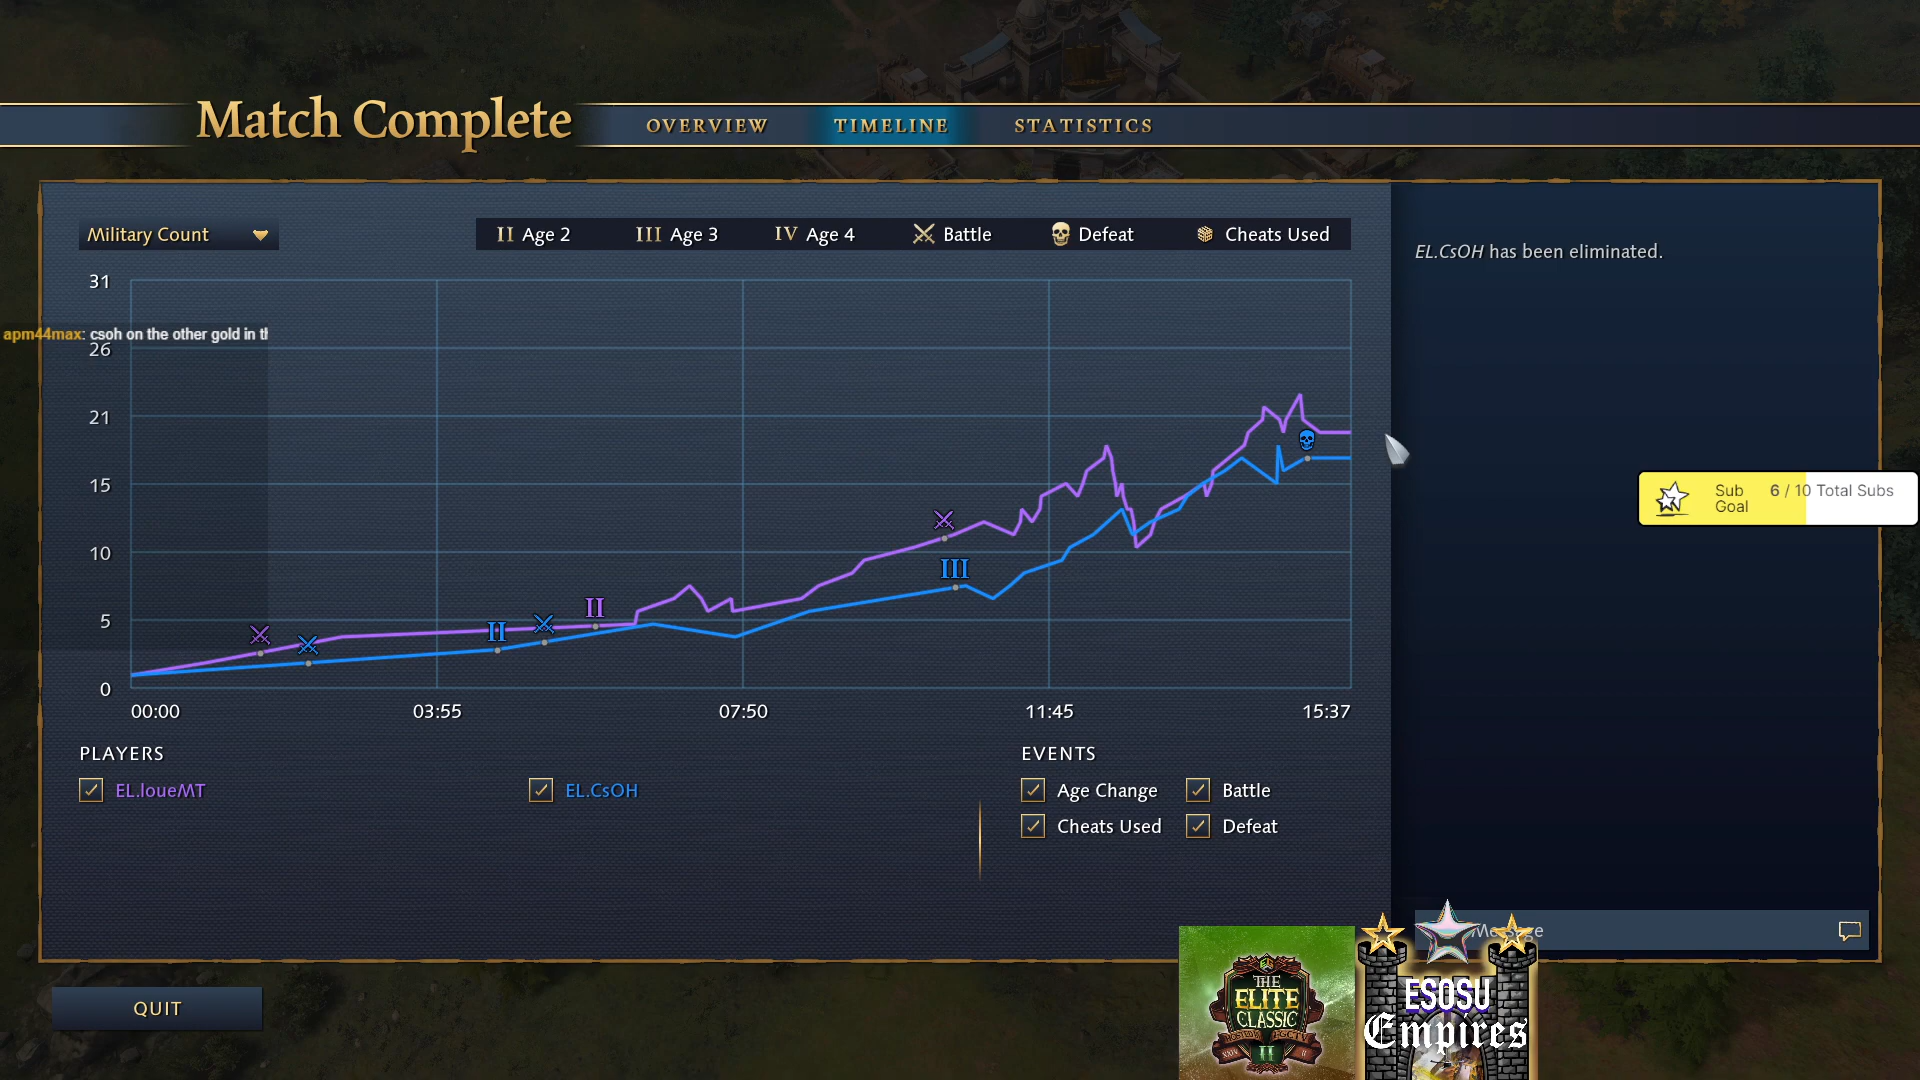 Match Complete
OVERVIEW
TIMELINE
STATISTICS
Military Count
II Age 2
III Age 3
IV Age 4
Battle
Defeat
Cheats Used
EL.CsOH has been eliminated.
31
apm44max: csoh on the other gold in th
26
21
15
10
5
0
III
II
II
00:00
03:55
07:50
11:45
15:37
Sub Goal
6 / 10 Total Subs
PLAYERS
EL.loueMT
EL.CsOH
EVENTS
Age Change
Battle
Cheats Used
Defeat
QUIT
THE
ELITE
CLASSIC
II
ESOSU
Empires